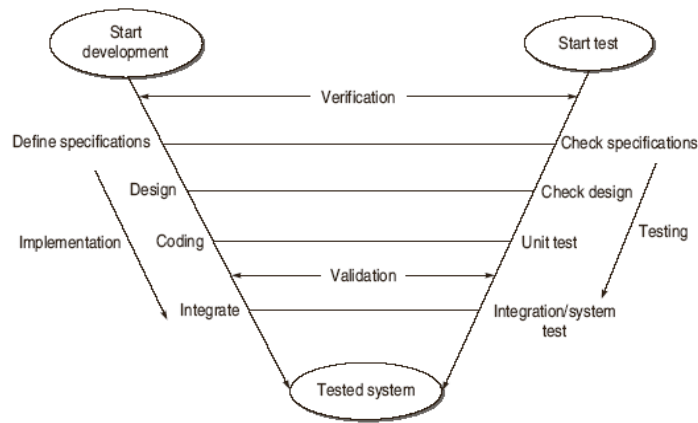 Start
development
Start test
Verification
Define specifications
Check specifications
Design
Check design
Implementation
Coding
Unit test
Testing
Validation
Integrate
Integration/system
test
Tested system